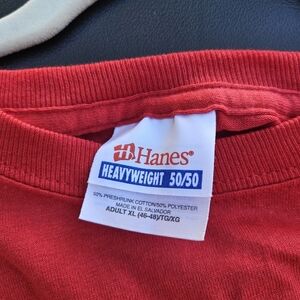 Hanes®
HEAVYWEIGHT 50/50
50% PRESHRUNK COTTON/50% POLYESTER
MADE IN EL SALVADOR
ADULT XL (46-48)/TG/XG